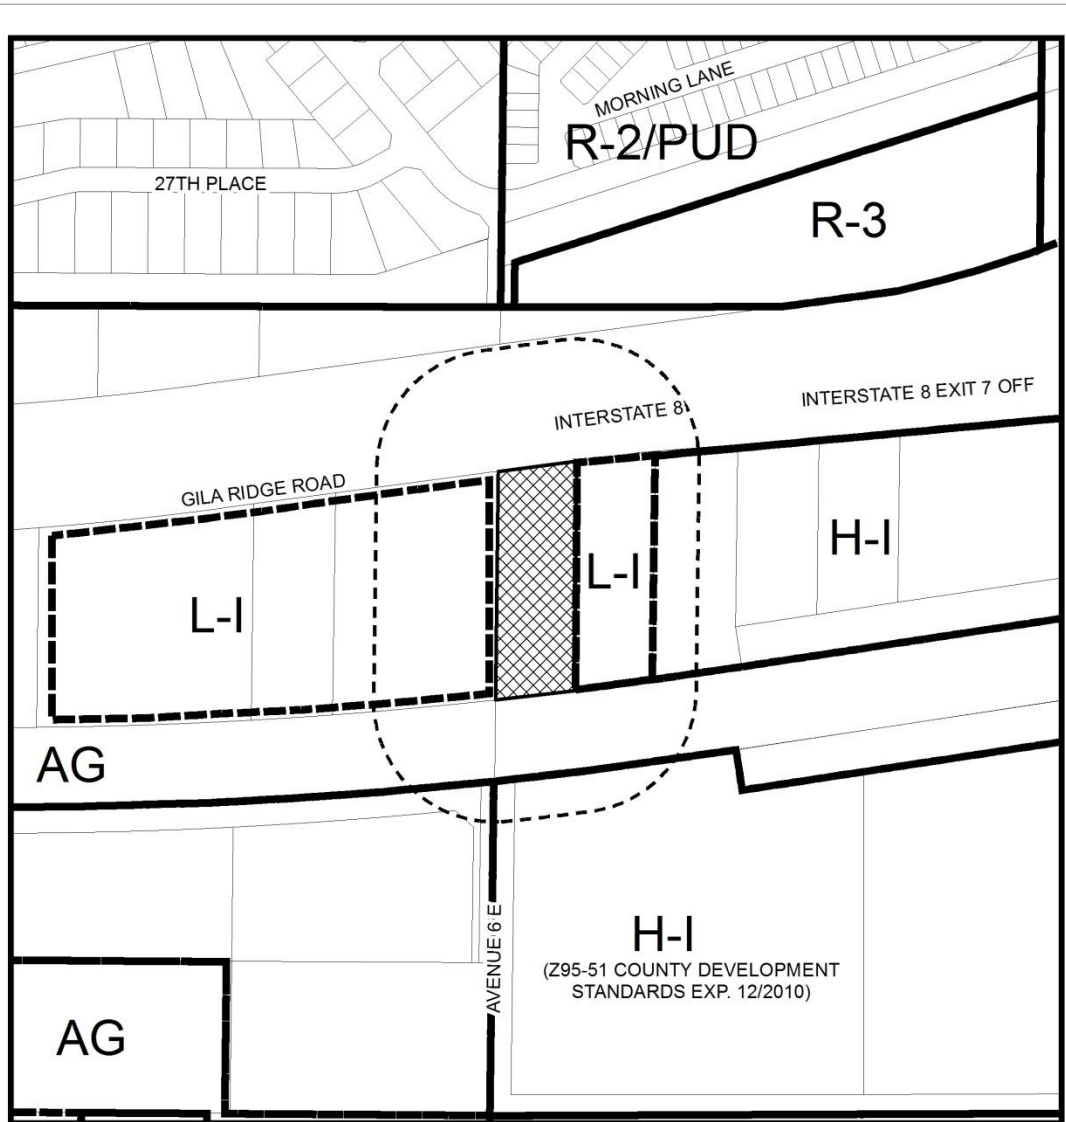 MORNING LANE
R-2/PUD
27TH PLACE
R-3
INTERSTATE 8 EXIT 7 OFF
INTERSTATE 8
GILA RIDGE ROAD
H-I
L-I
L-I
AG
AVENUE 6 E
H-I
(Z95-51 COUNTY DEVELOPMENT
STANDARDS EXP. 12/2010)
AG